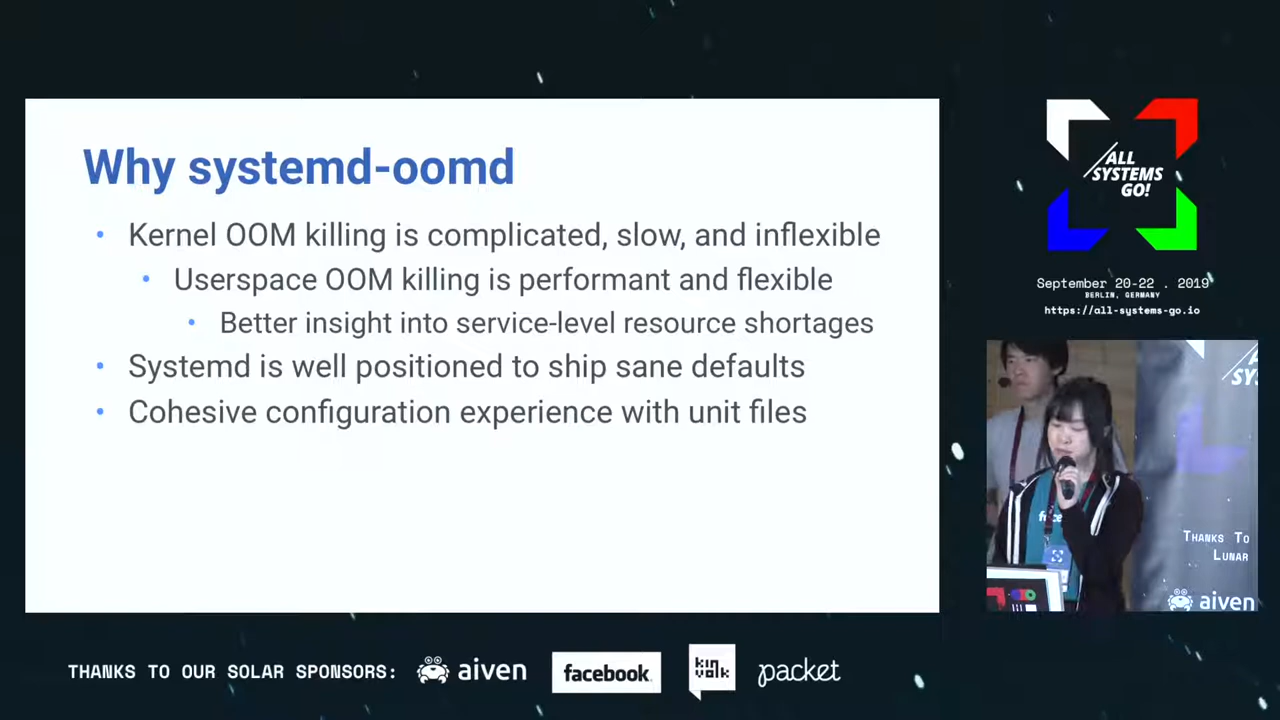 Why systemd-oomd
Kernel OOM killing is complicated, slow, and inflexible
Userspace OOM killing is performant and flexible
Better insight into service-level resource shortages
Systemd is well positioned to ship sane defaults
Cohesive configuration experience with unit files
ALL
SYSTEMS
GO!
September 20-22 . 2019
BERLIN, GERMANY
https://all-systems-go.io
SY
THANKS TO
LUNAR
aiven
THANKS TO OUR SOLAR SPONSORS:
aiven
facebook
kin
volk
packet